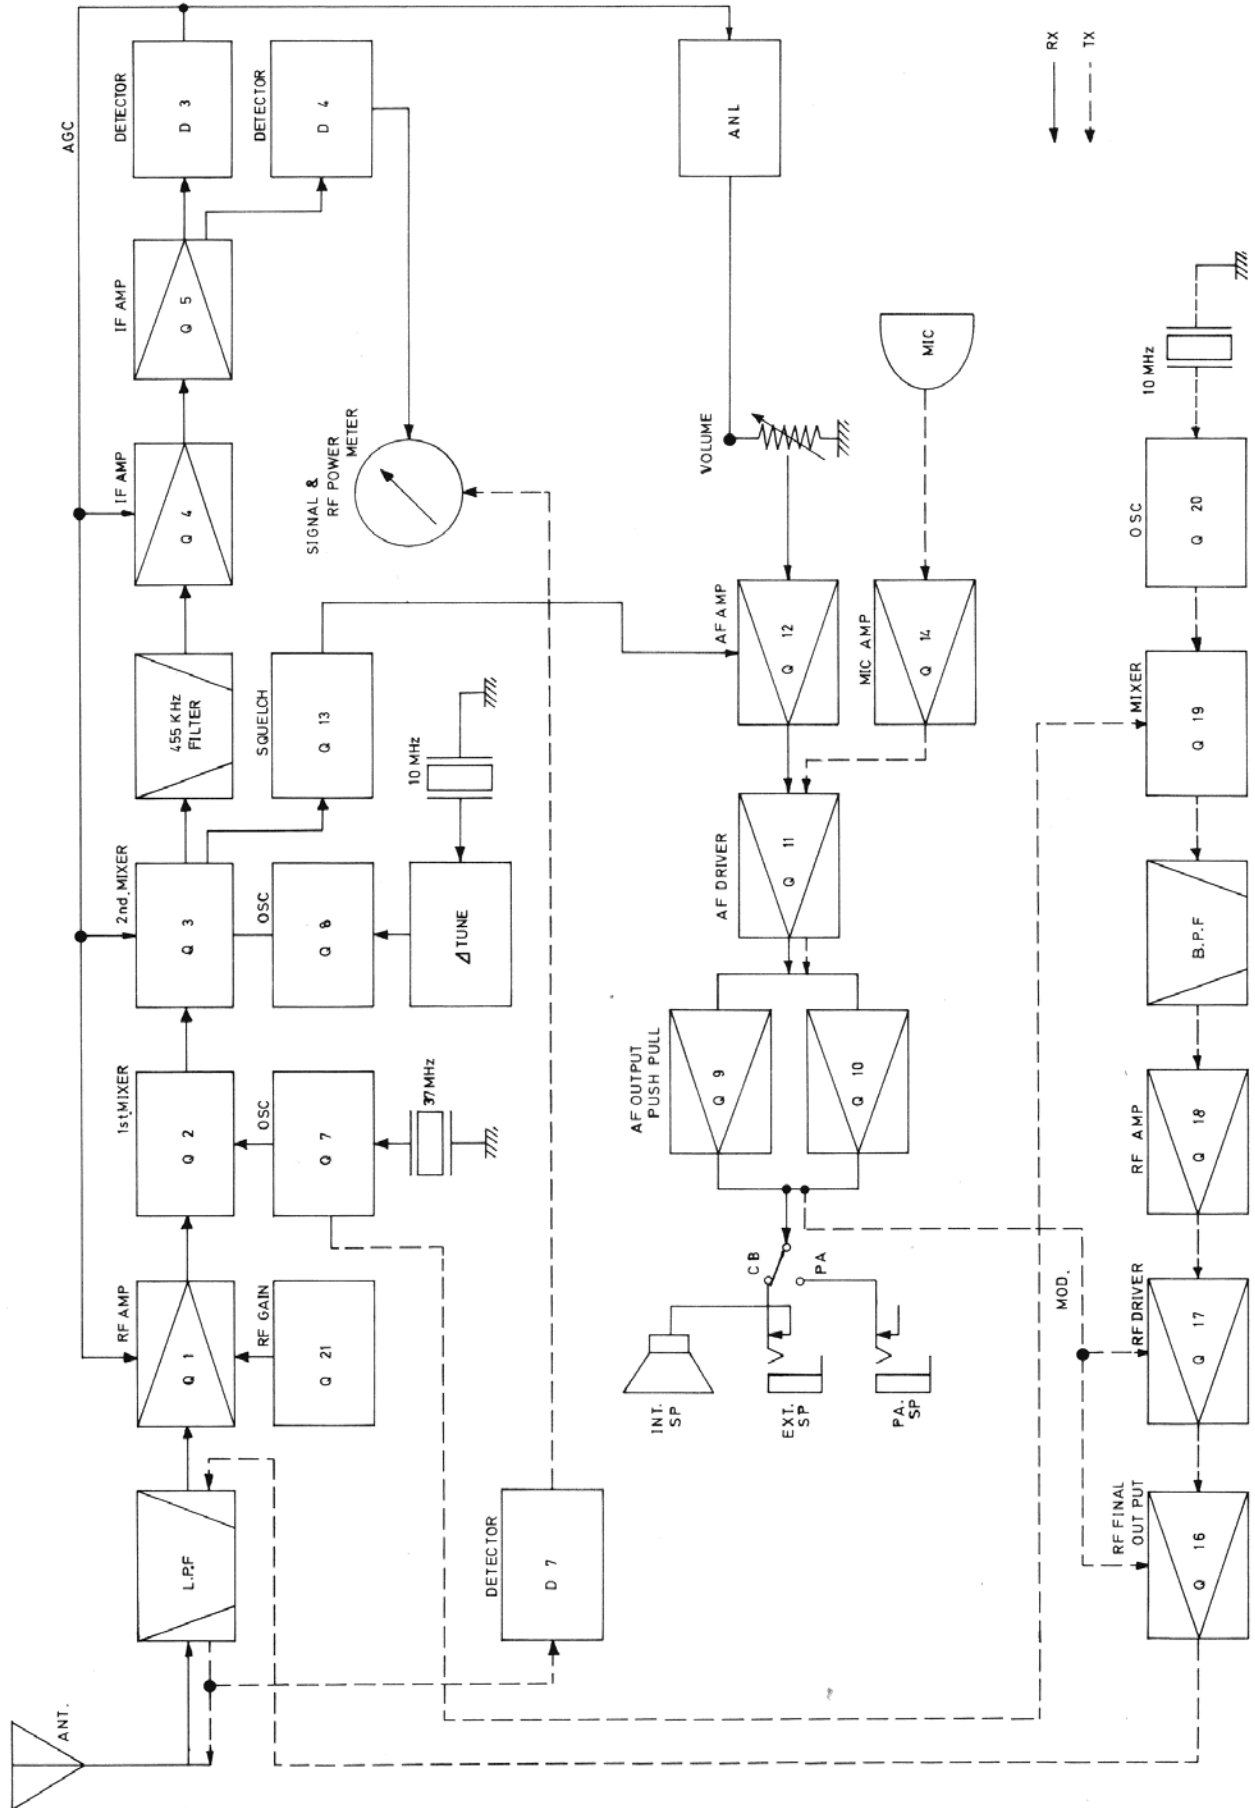 ANT.
L.P.F
RF AMP
Q 1
RF GAIN
Q 21
1st.MIXER
Q 2
OSC
Q 7
37MHz
2nd.MIXER
Q 3
OSC
Q 8
⊿TUNE
10 MHz
455 KHz
FILTER
SQUELCH
Q 13
IF AMP
Q 4
IF AMP
Q 5
AGC
DETECTOR
D 3
DETECTOR
D 4
SIGNAL &
RF POWER
METER
DETECTOR
D 7
INT.
SP
EXT.
SP
PA.
SP
CB
PA
AF OUTPUT
PUSH PULL
Q 9
Q 10
AF DRIVER
Q 11
AF AMP
Q 12
MIC AMP
Q 14
VOLUME
MIC
ANL
MOD.
RF FINAL
OUT PUT
Q 16
RF DRIVER
Q 17
RF AMP
Q 18
B.P.F
MIXER
Q 19
OSC
Q 20
10 MHz
RX
TX